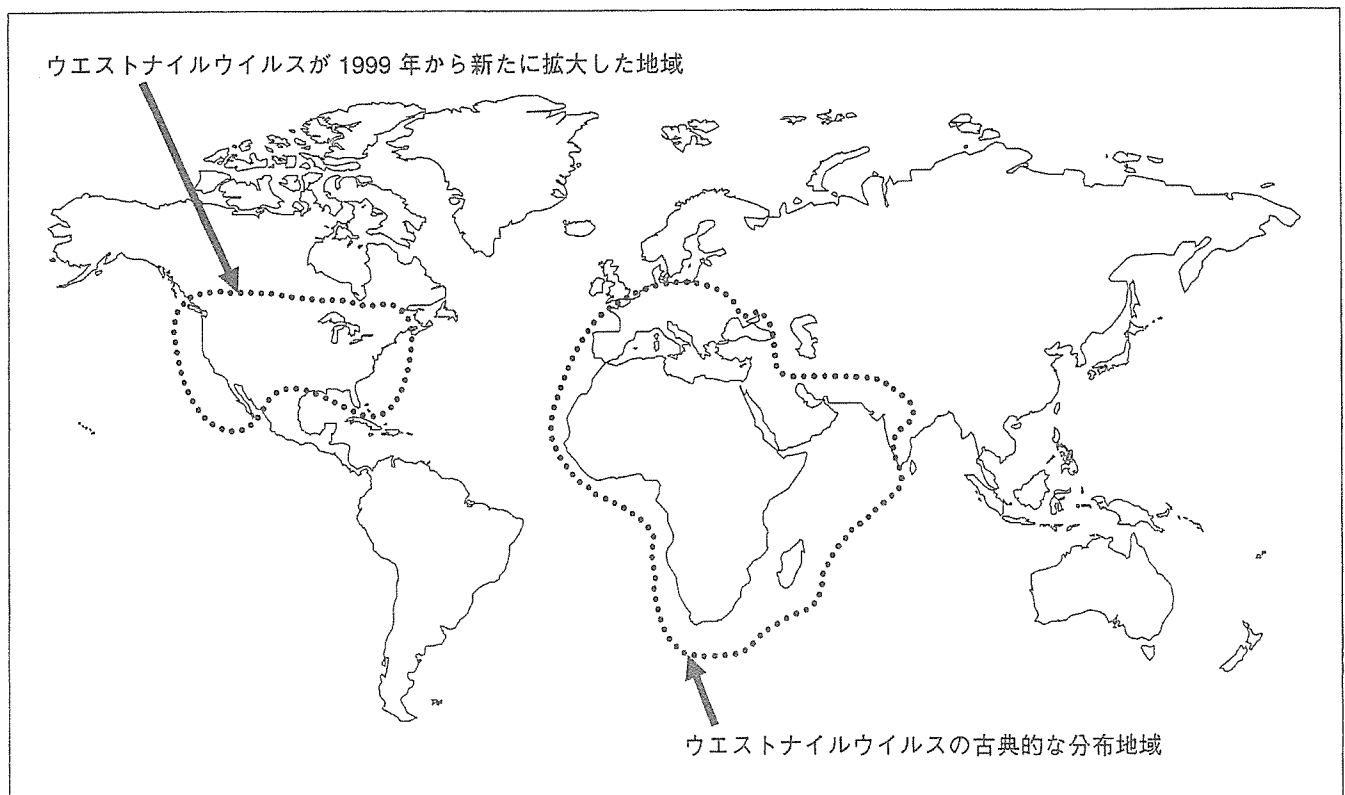 ウエストナイルウイルスが 1999 年から新たに拡大した地域
ウエストナイルウイルスの古典的な分布地域